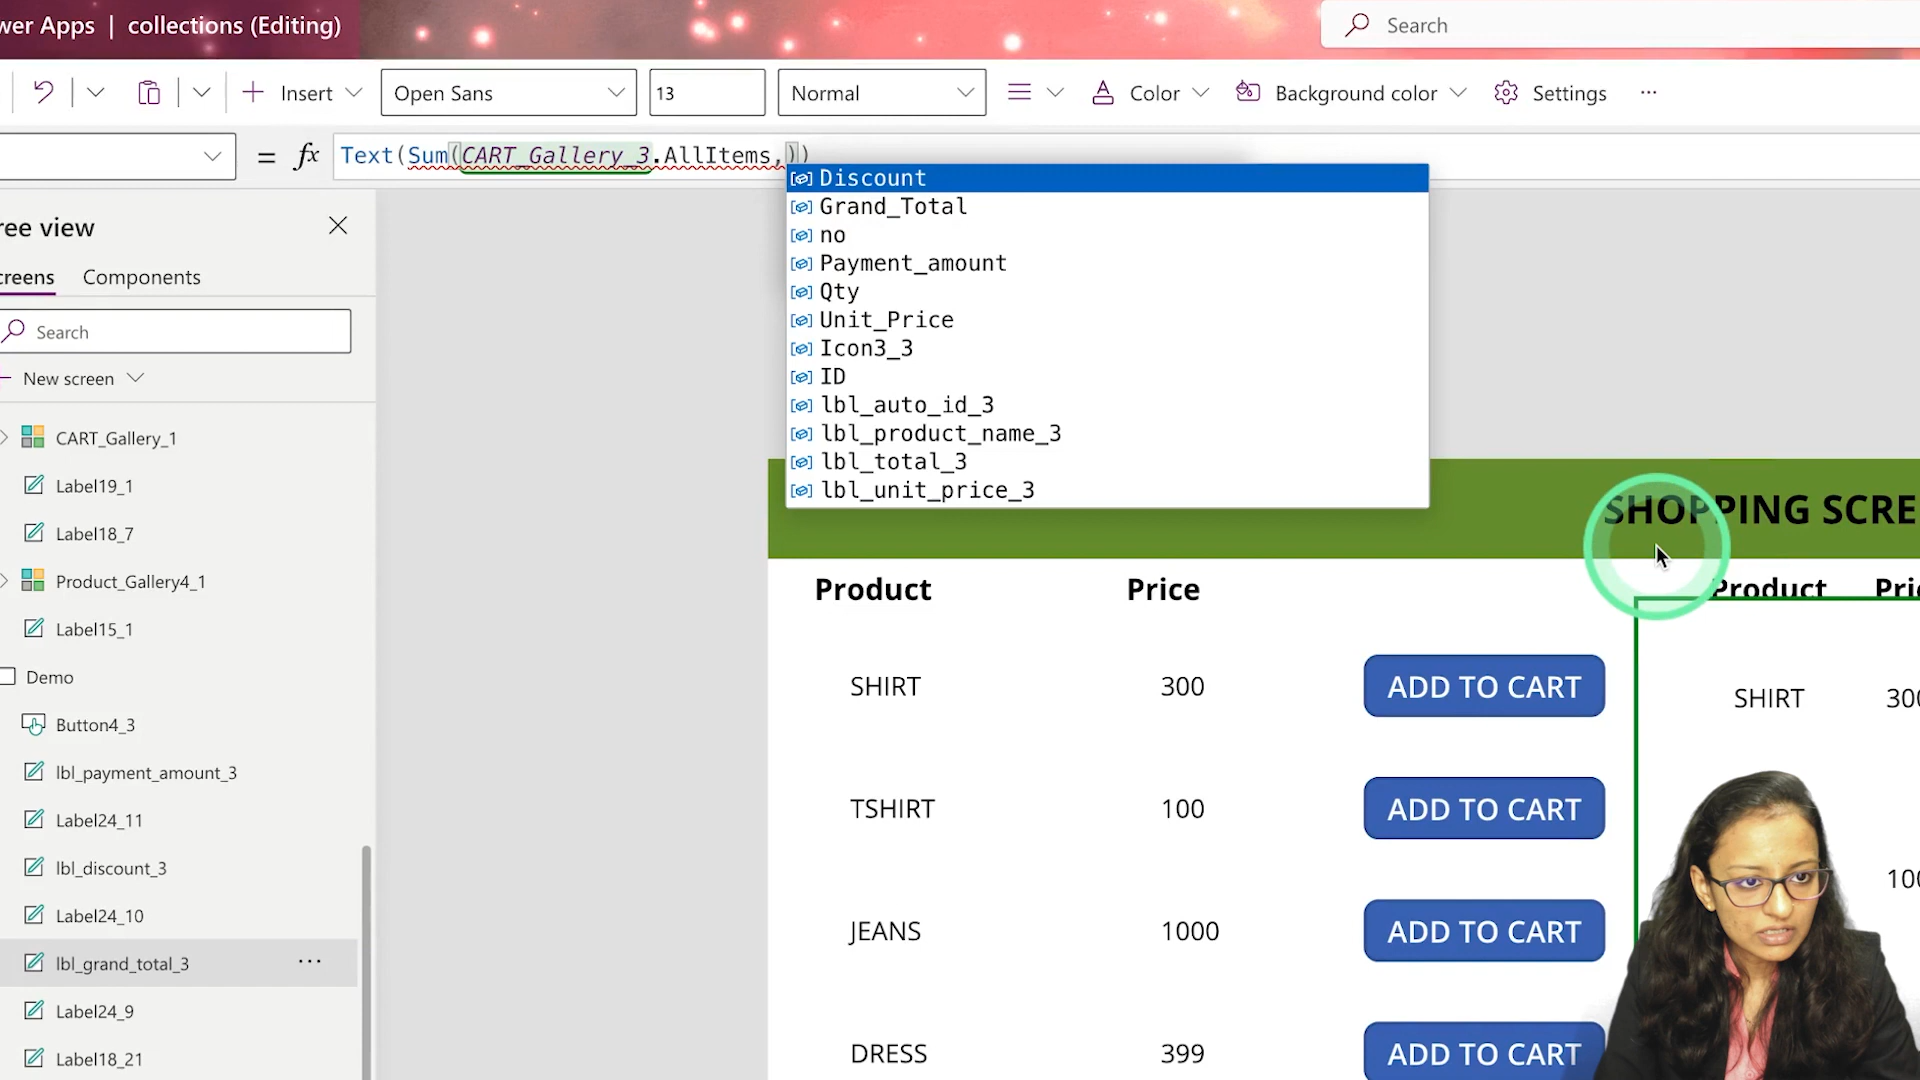 wer Apps | collections (Editing)
Search
Insert
Open Sans
13
Normal
Color
Background color
Settings
...
= fx Text(Sum(CART_Gallery_3.AllItems,))
Discount
Grand_Total
no
Payment_amount
Qty
Unit_Price
Icon3_3
ID
lbl_auto_id_3
lbl_product_name_3
lbl_total_3
lbl_unit_price_3
ree view
creens
Components
Search
New screen
CART_Gallery_1
Label19_1
Label18_7
Product_Gallery4_1
Label15_1
Demo
Button4_3
lbl_payment_amount_3
Label24_11
lbl_discount_3
Label24_10
lbl_grand_total_3 ...
Label24_9
Label18_21
SHOPPING SCRE
Product Price
SHIRT 300 ADD TO CART
TSHIRT 100 ADD TO CART
JEANS 1000 ADD TO CART
DRESS 399 ADD TO CART
Product Pri
SHIRT 300
100